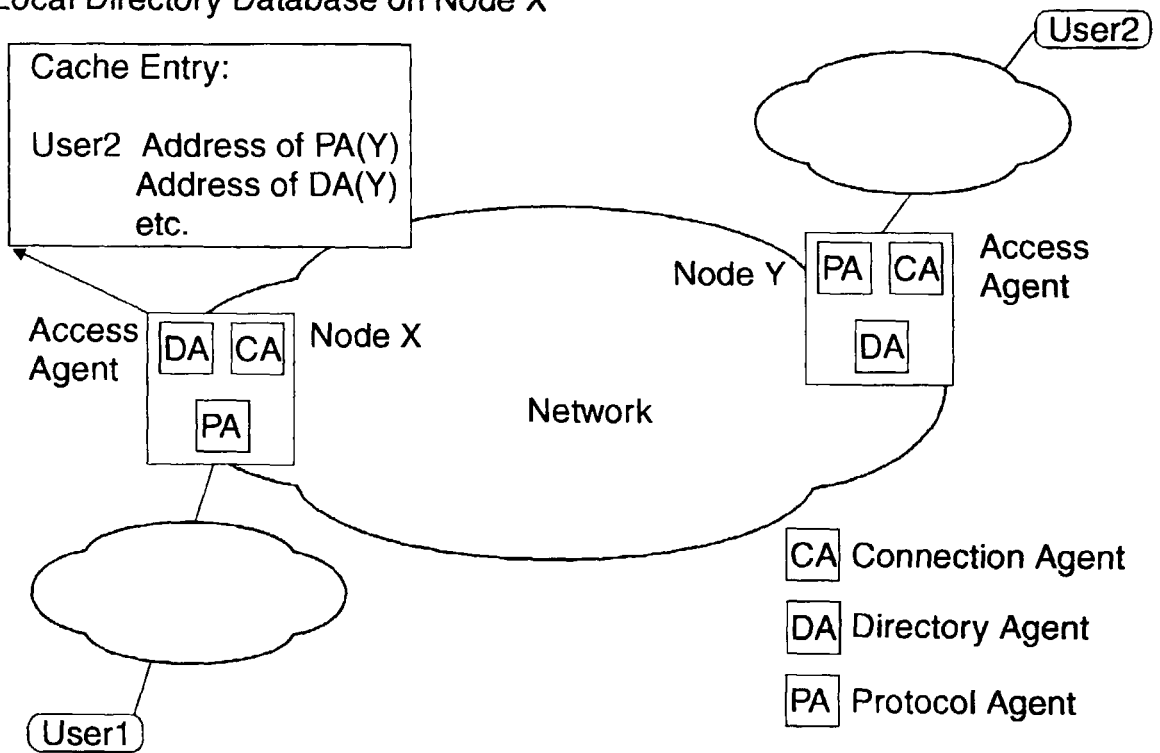 Local Directory Database on Node X
Cache Entry:
User2 Address of PA(Y)
Address of DA(Y)
etc.
User2
Access
Agent
DA CA
PA
Node X
Node Y
PA CA
DA
Access
Agent
Network
User1
CA Connection Agent
DA Directory Agent
PA Protocol Agent